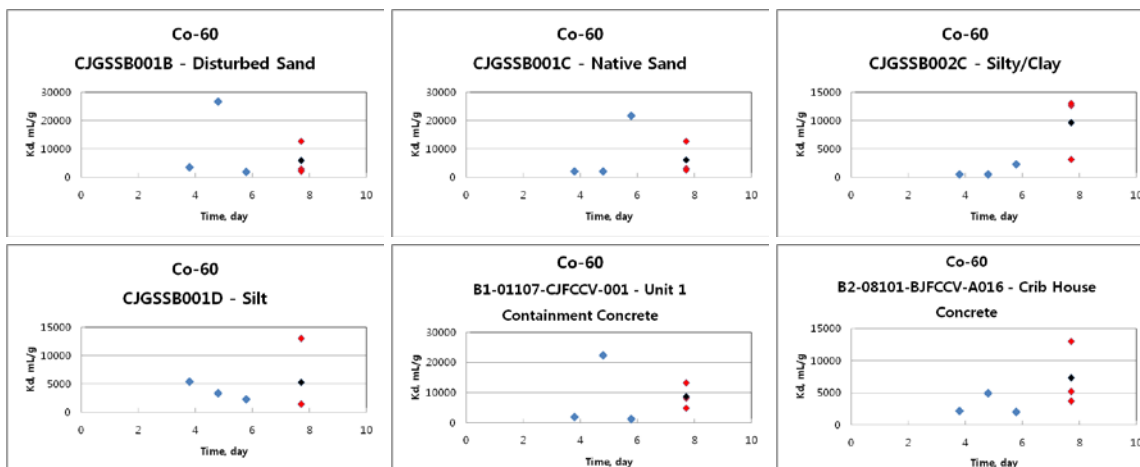 Co-60
CJGSSB001B - Disturbed Sand
Kd, mL/g
30000
20000
10000
0
0 2 4 6 8 10
Time, day
Co-60
CJGSSB001C - Native Sand
Kd, mL/g
30000
20000
10000
0
0 2 4 6 8 10
Time, day
Co-60
CJGSSB002C - Silty/Clay
Kd, mL/g
15000
10000
5000
0
0 2 4 6 8 10
Time, day
Co-60
CJGSSB001D - Silt
Kd, mL/g
15000
10000
5000
0
0 2 4 6 8 10
Time, day
Co-60
B1-01107-CJFCCV-001 - Unit 1
Containment Concrete
Kd, mL/g
30000
20000
10000
0
0 2 4 6 8 10
Time, day
Co-60
B2-08101-BJFCCV-A016 - Crib House
Concrete
Kd, mL/g
15000
10000
5000
0
0 2 4 6 8 10
Time, day